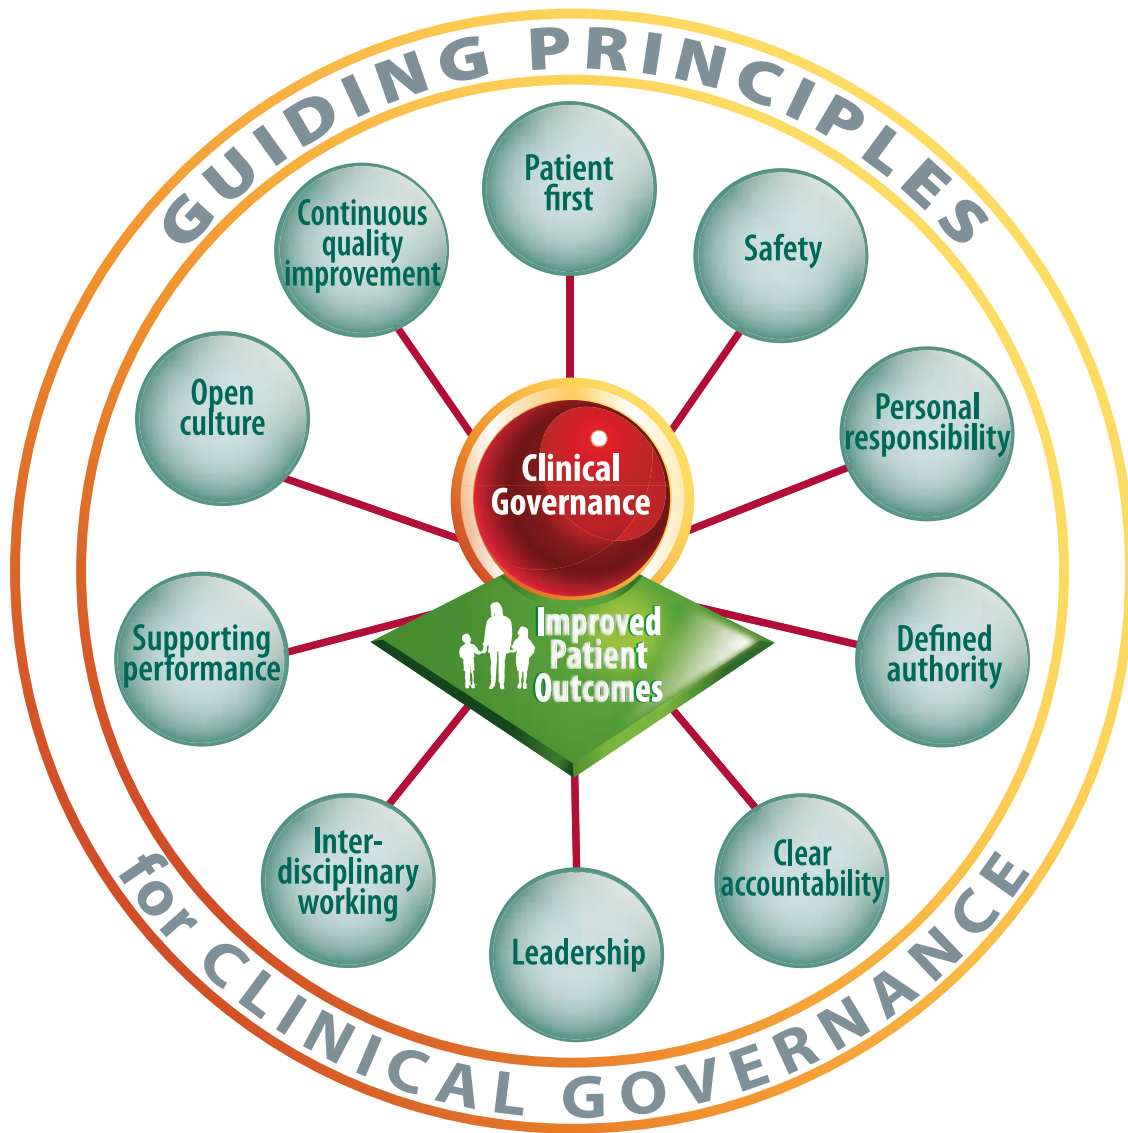 GUIDING PRINCIPLES
Patient
first
Safety
Personal
responsibility
Defined
authority
Clear
accountability
Leadership
Inter-
disciplinary
working
Supporting
performance
Open
culture
Continuous
quality
improvement
Clinical
Governance
Improved
Patient
Outcomes
for CLINICAL GOVERNANCE